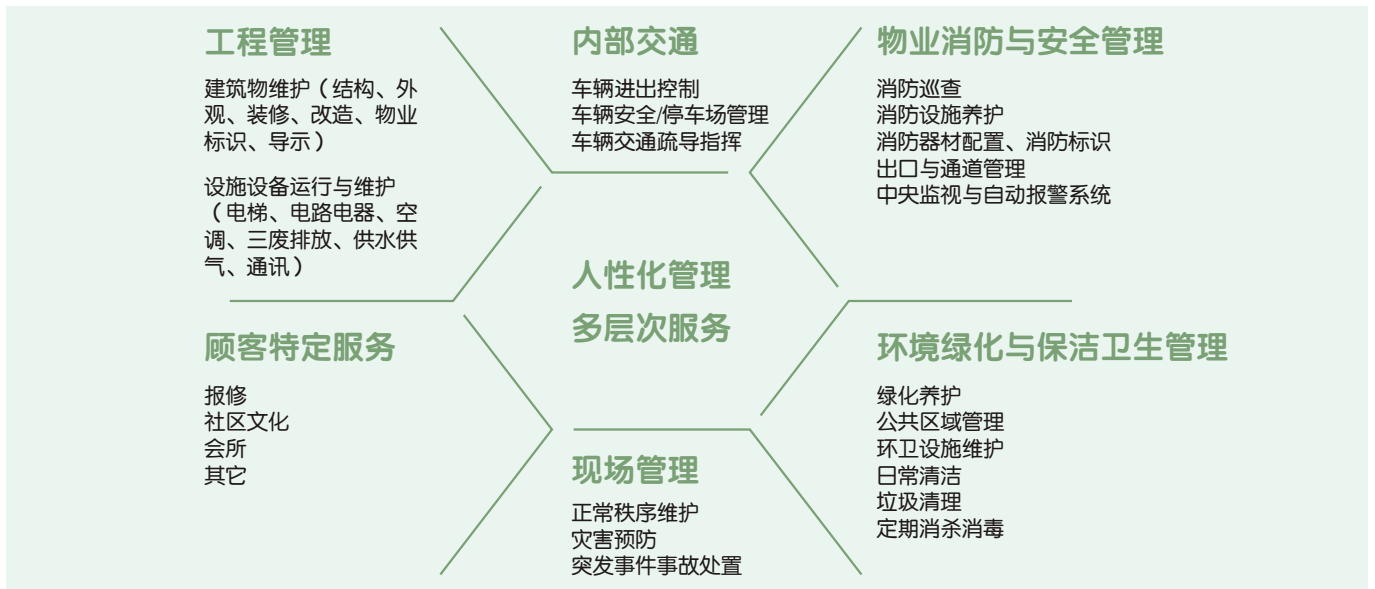 工程管理
建筑物维护（结构、外
观、装修、改造、物业
标识、导示）
设施设备运行与维护
（电梯、电路电器、空
调、三废排放、供水供
气、通讯）
内部交通
车辆进出控制
车辆安全/停车场管理
车辆交通疏导指挥
物业消防与安全管理
消防巡查
消防设施养护
消防器材配置、消防标识
出口与通道管理
中央监视与自动报警系统
人性化管理
多层次服务
顾客特定服务
报修
社区文化
会所
其它
现场管理
正常秩序维护
灾害预防
突发事件事故处置
环境绿化与保洁卫生管理
绿化养护
公共区域管理
环卫设施维护
日常清洁
垃圾清理
定期消杀消毒